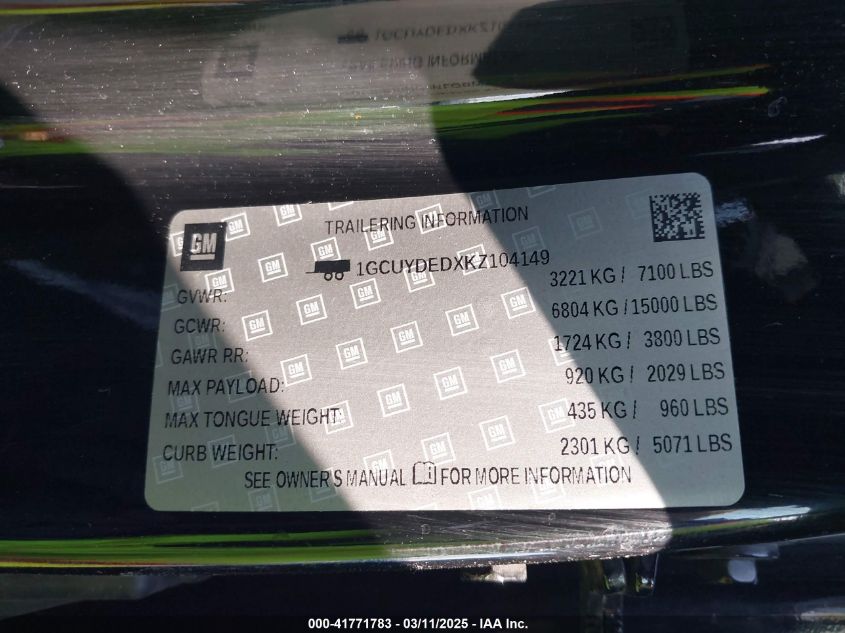 GM
TRAILERING INFORMATION
1GCUYDEDXKZ104149
GVWR: 3221 KG / 7100 LBS
GCWR: 6804 KG / 15000 LBS
GAWR RR: 1724 KG / 3800 LBS
MAX PAYLOAD: 920 KG / 2029 LBS
MAX TONGUE WEIGHT: 435 KG / 960 LBS
CURB WEIGHT: 2301 KG / 5071 LBS
SEE OWNER'S MANUAL FOR MORE INFORMATION
000-41771783 - 03/11/2025 - IAA Inc.